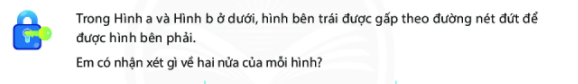 Trong Hình a và Hình b ở dưới, hình bên trái được gấp theo đường nét đứt để
được hình bên phải.
Em có nhận xét gì về hai nửa của mỗi hình?